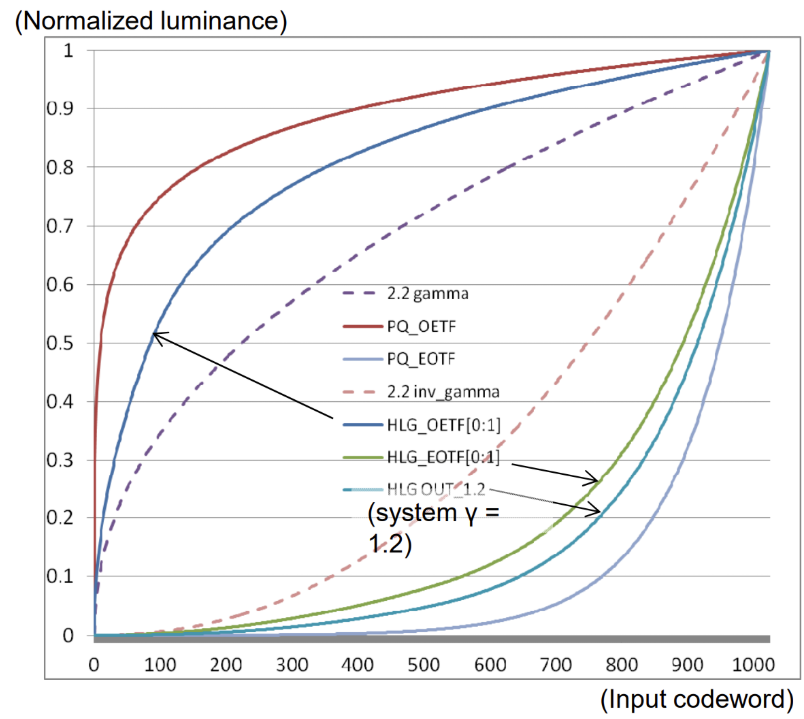 (Normalized luminance)
1
0.9
0.8
0.7
0.6
0.5
0.4
0.3
0.2
0.1
0
2.2 gamma
PQ_OETF
PQ_EOTF
2.2 inv_gamma
HLG_OETF[0:1]
HLG_EOTF[0:1]
HLG OUT_1.2
(system γ =
1.2)
0 100 200 300 400 500 600 700 800 900 1000
(Input codeword)